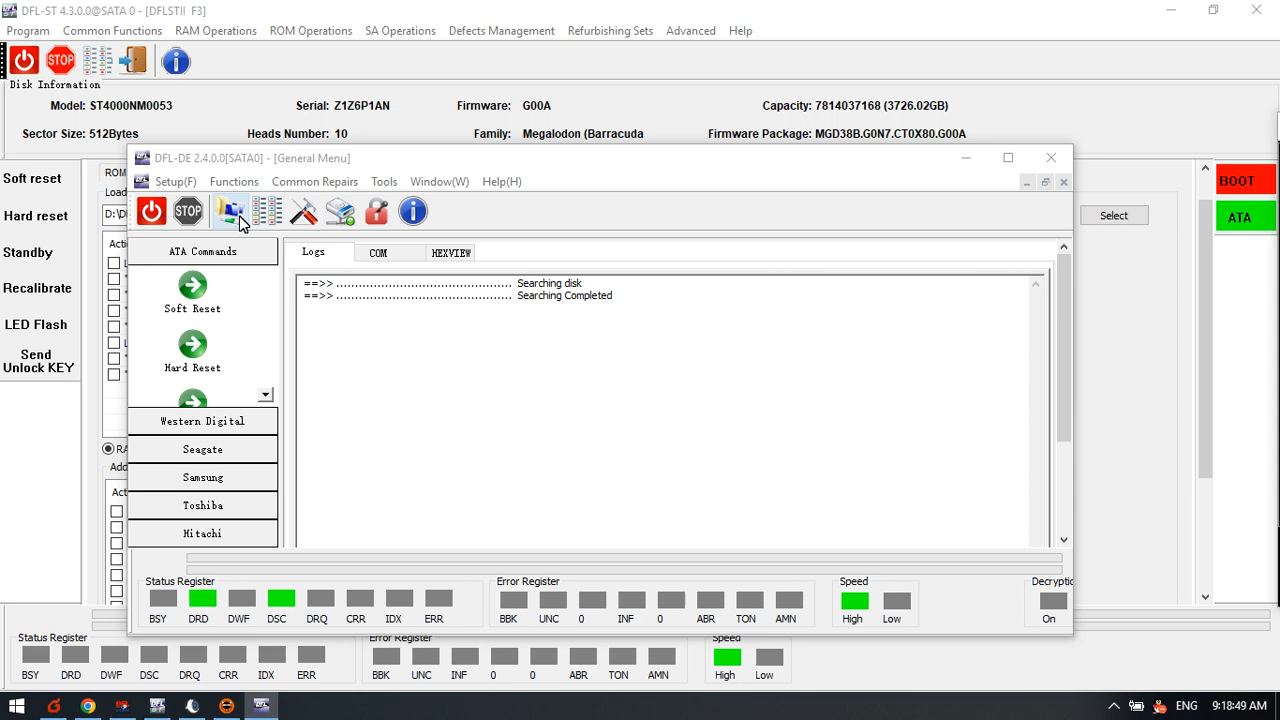 DFL-ST 4.3.0.0@SATA 0 - [DFLSTII F3]
Program Common Functions RAM Operations ROM Operations SA Operations Defects Management Refurbishing Sets Advanced Help
STOP
Disk Information
Model: ST4000NM0053 Serial: Z1Z6P1AN Firmware: G00A Capacity: 7814037168 (3726.02GB)
Sector Size: 512Bytes Heads Number: 10 Family: Megalodon (Barracuda Firmware Package: MGD38B.G0N7.CT0X80.G00A
DFL-DE 2.4.0.0[SATA0] - [General Menu]
Setup(F) Functions Common Repairs Tools Window(W) Help(H)
STOP
Soft reset
Hard reset
Standby
Recalibrate
LED Flash
Send
Unlock KEY
ROM
Load
D:\D
Acti
RA
Add
Acti
BOOT
ATA
Select
ATA Commands
Soft Reset
Hard Reset
Western Digital
Seagate
Samsung
Toshiba
Hitachi
Logs COM HEXVIEW
==>> .............................................. Searching disk
==>> .............................................. Searching Completed
Status Register Error Register Speed Decryptic
BSY DRD DWF DSC DRQ CRR IDX ERR BBK UNC 0 INF 0 ABR TON AMN High Low On
Status Register Error Register Speed
BSY DRD DWF DSC DRQ CRR IDX ERR BBK UNC INF 0 0 ABR TON AMN High Low
ENG 9:18:49 AM